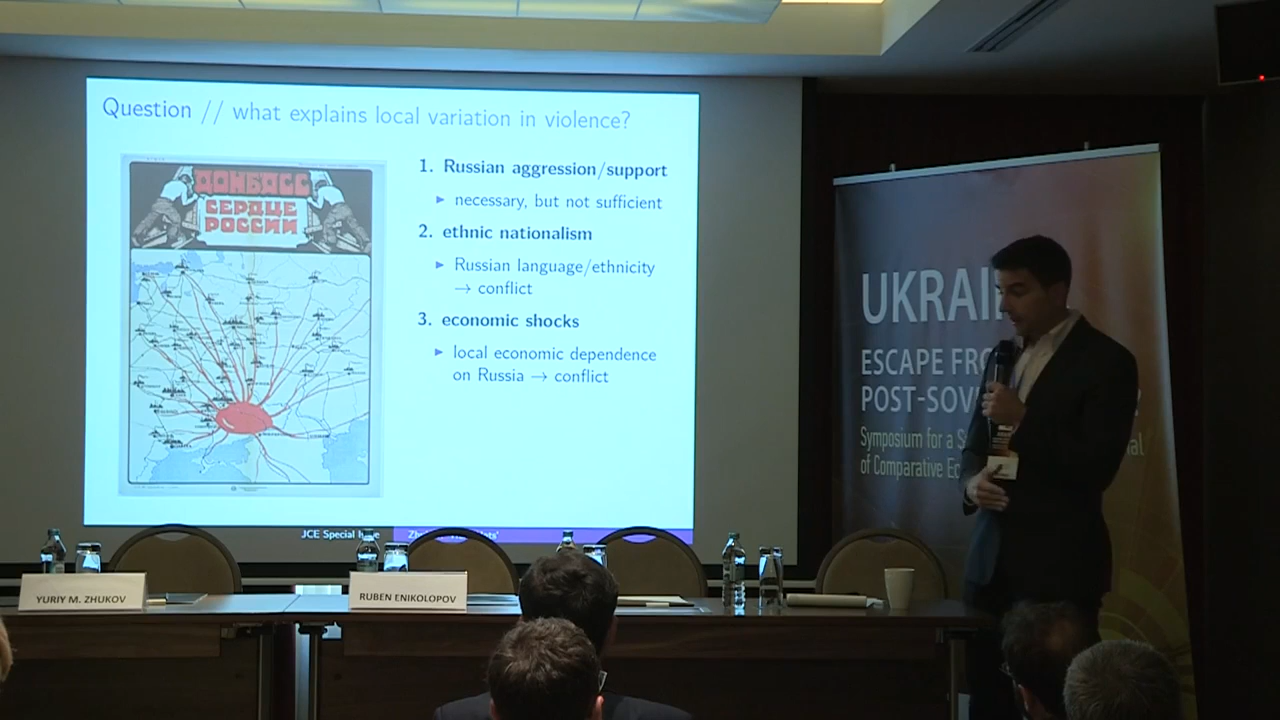 Question // what explains local variation in violence?
ДОНБАСС
СЕРДЦЕ
РОССИИ
1. Russian aggression/support
▶ necessary, but not sufficient
2. ethnic nationalism
▶ Russian language/ethnicity
→ conflict
3. economic shocks
▶ local economic dependence
on Russia → conflict
JCE Special Issue
YURIY M. ZHUKOV
RUBEN ENIKOLOPOV
UKRAI
ESCAPE FRO
POST-SOVI
Symposium for a S
of Comparative Ec